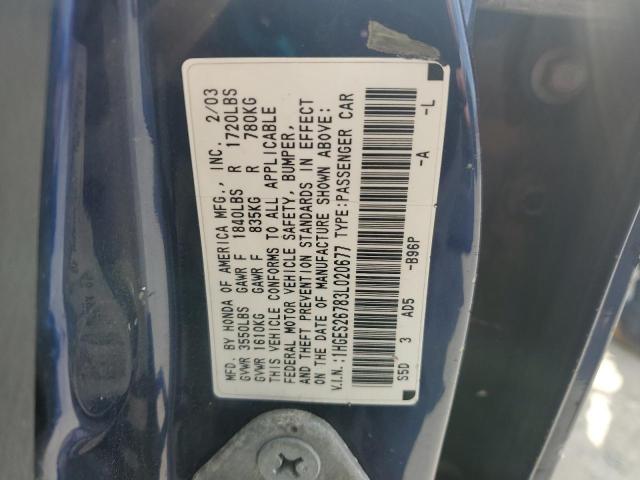 MFD. BY HONDA OF AMERICA MFG., INC. 2/03
GVWR 3550LBS GAWR F 1840LBS R 1720LBS
GVWR 1610KG GAWR F 835KG R 780KG
THIS VEHICLE CONFORMS TO ALL APPLICABLE
FEDERAL MOTOR VEHICLE SAFETY, BUMPER,
AND THEFT PREVENTION STANDARDS IN EFFECT
ON THE DATE OF MANUFACTURE SHOWN ABOVE:
V.I.N.:1HGES26783L020677 TYPE:PASSENGER CAR
S5D 3 AD5 -B96P -A -L